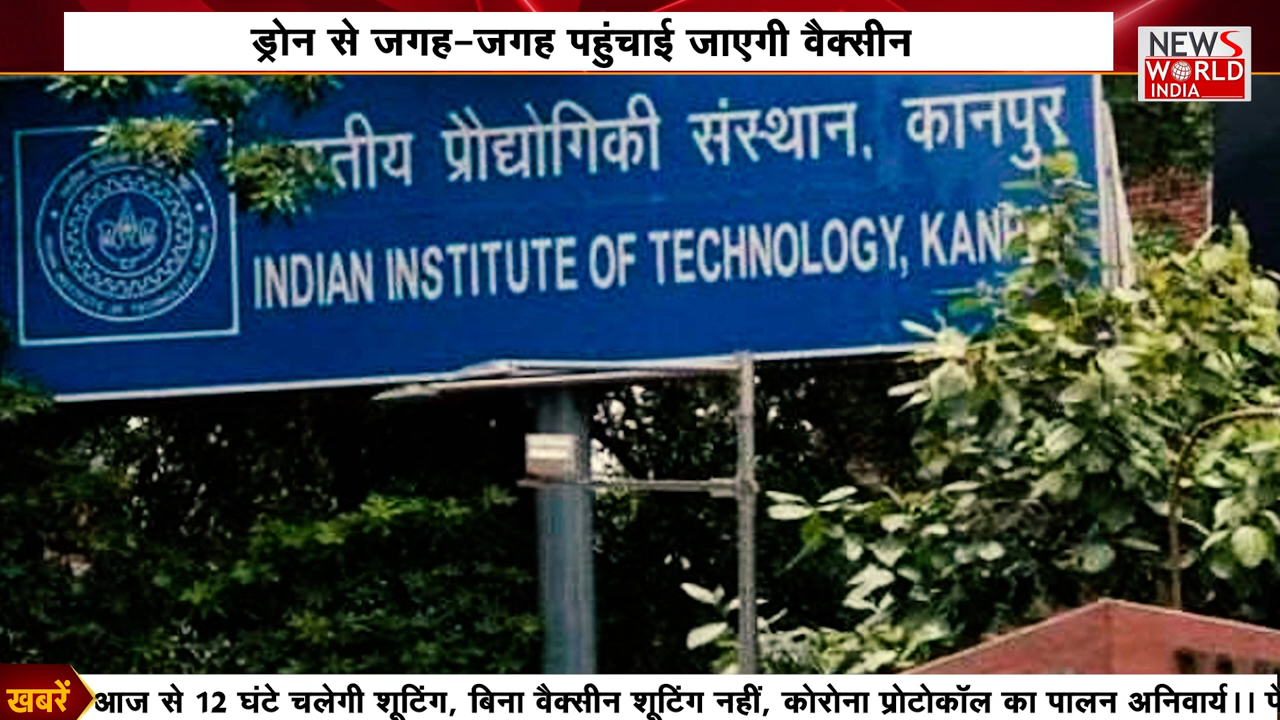 ड्रोन से जगह-जगह पहुंचाई जाएगी वैक्सीन
NEWS
WORLD
INDIA
प्रौद्योगिकी संस्थान, कानपुर
INDIAN INSTITUTE OF TECHNOLOGY,
खबरें
आज से 12 घंटे चलेगी शूटिंग, बिना वैक्सीन शूटिंग नहीं, कोरोना प्रोटोकॉल का पालन अनिवार्य।।